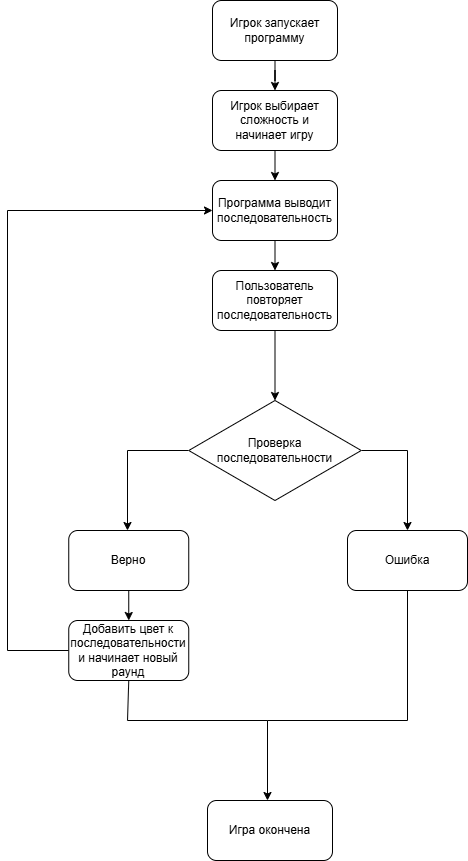 Игрок запускает
программу
Игрок выбирает
сложность и
начинает игру
Программа выводит
последовательность
Пользователь
повторяет
последовательность
Проверка
последовательности
Верно
Ошибка
Добавить цвет к
последовательности
и начинает новый
раунд
Игра окончена